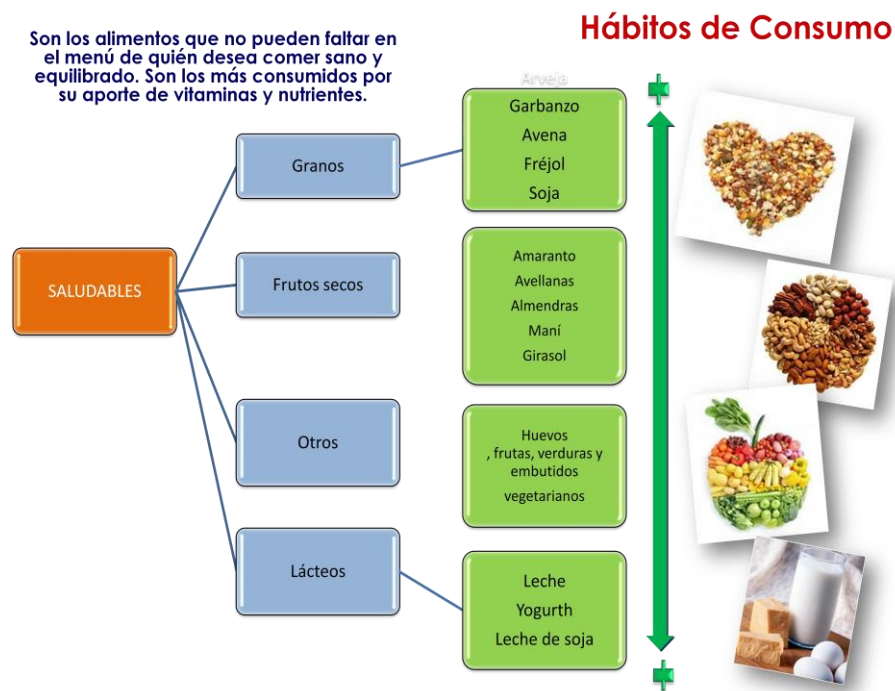 Hábitos de Consumo
Son los alimentos que no pueden faltar en
el menú de quién desea comer sano y
equilibrado. Son los más consumidos por
su aporte de vitaminas y nutrientes.
SALUDABLES
Granos
Arveja
Garbanzo
Avena
Fréjol
Soja
Frutos secos
Amaranto
Avellanas
Almendras
Maní
Girasol
Otros
Huevos
, frutas, verduras y
embutidos
vegetarianos
Lácteos
Leche
Yogurth
Leche de soja